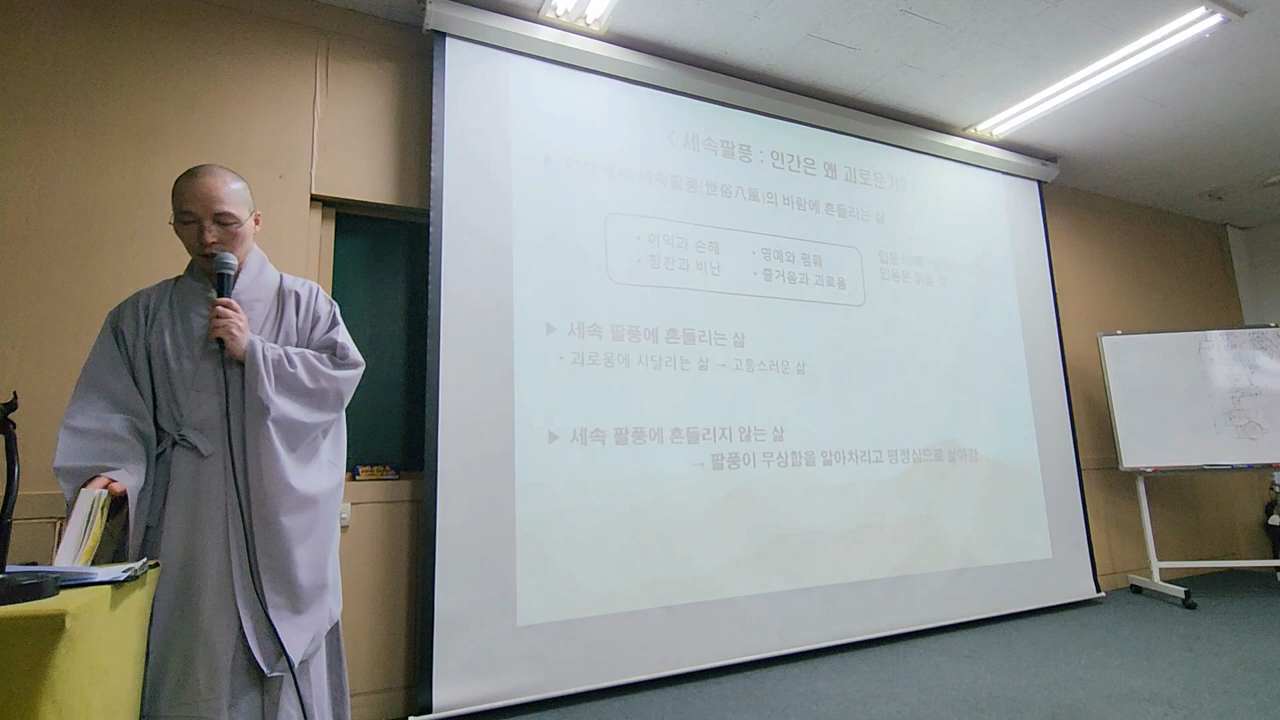 < 세속팔풍 : 인간은 왜 괴로운가? >
▶ 세속팔풍(世俗八風)의 바람에 흔들리는 삶
· 이익과 손해
· 칭찬과 비난
· 명예와 폄훼
· 즐거움과 괴로움
▶ 세속 팔풍에 흔들리는 삶
· 괴로움에 시달리는 삶 → 고통스러운 삶
▶ 세속 팔풍에 흔들리지 않는 삶
→ 팔풍이 무상함을 알아차리고 평정심으로